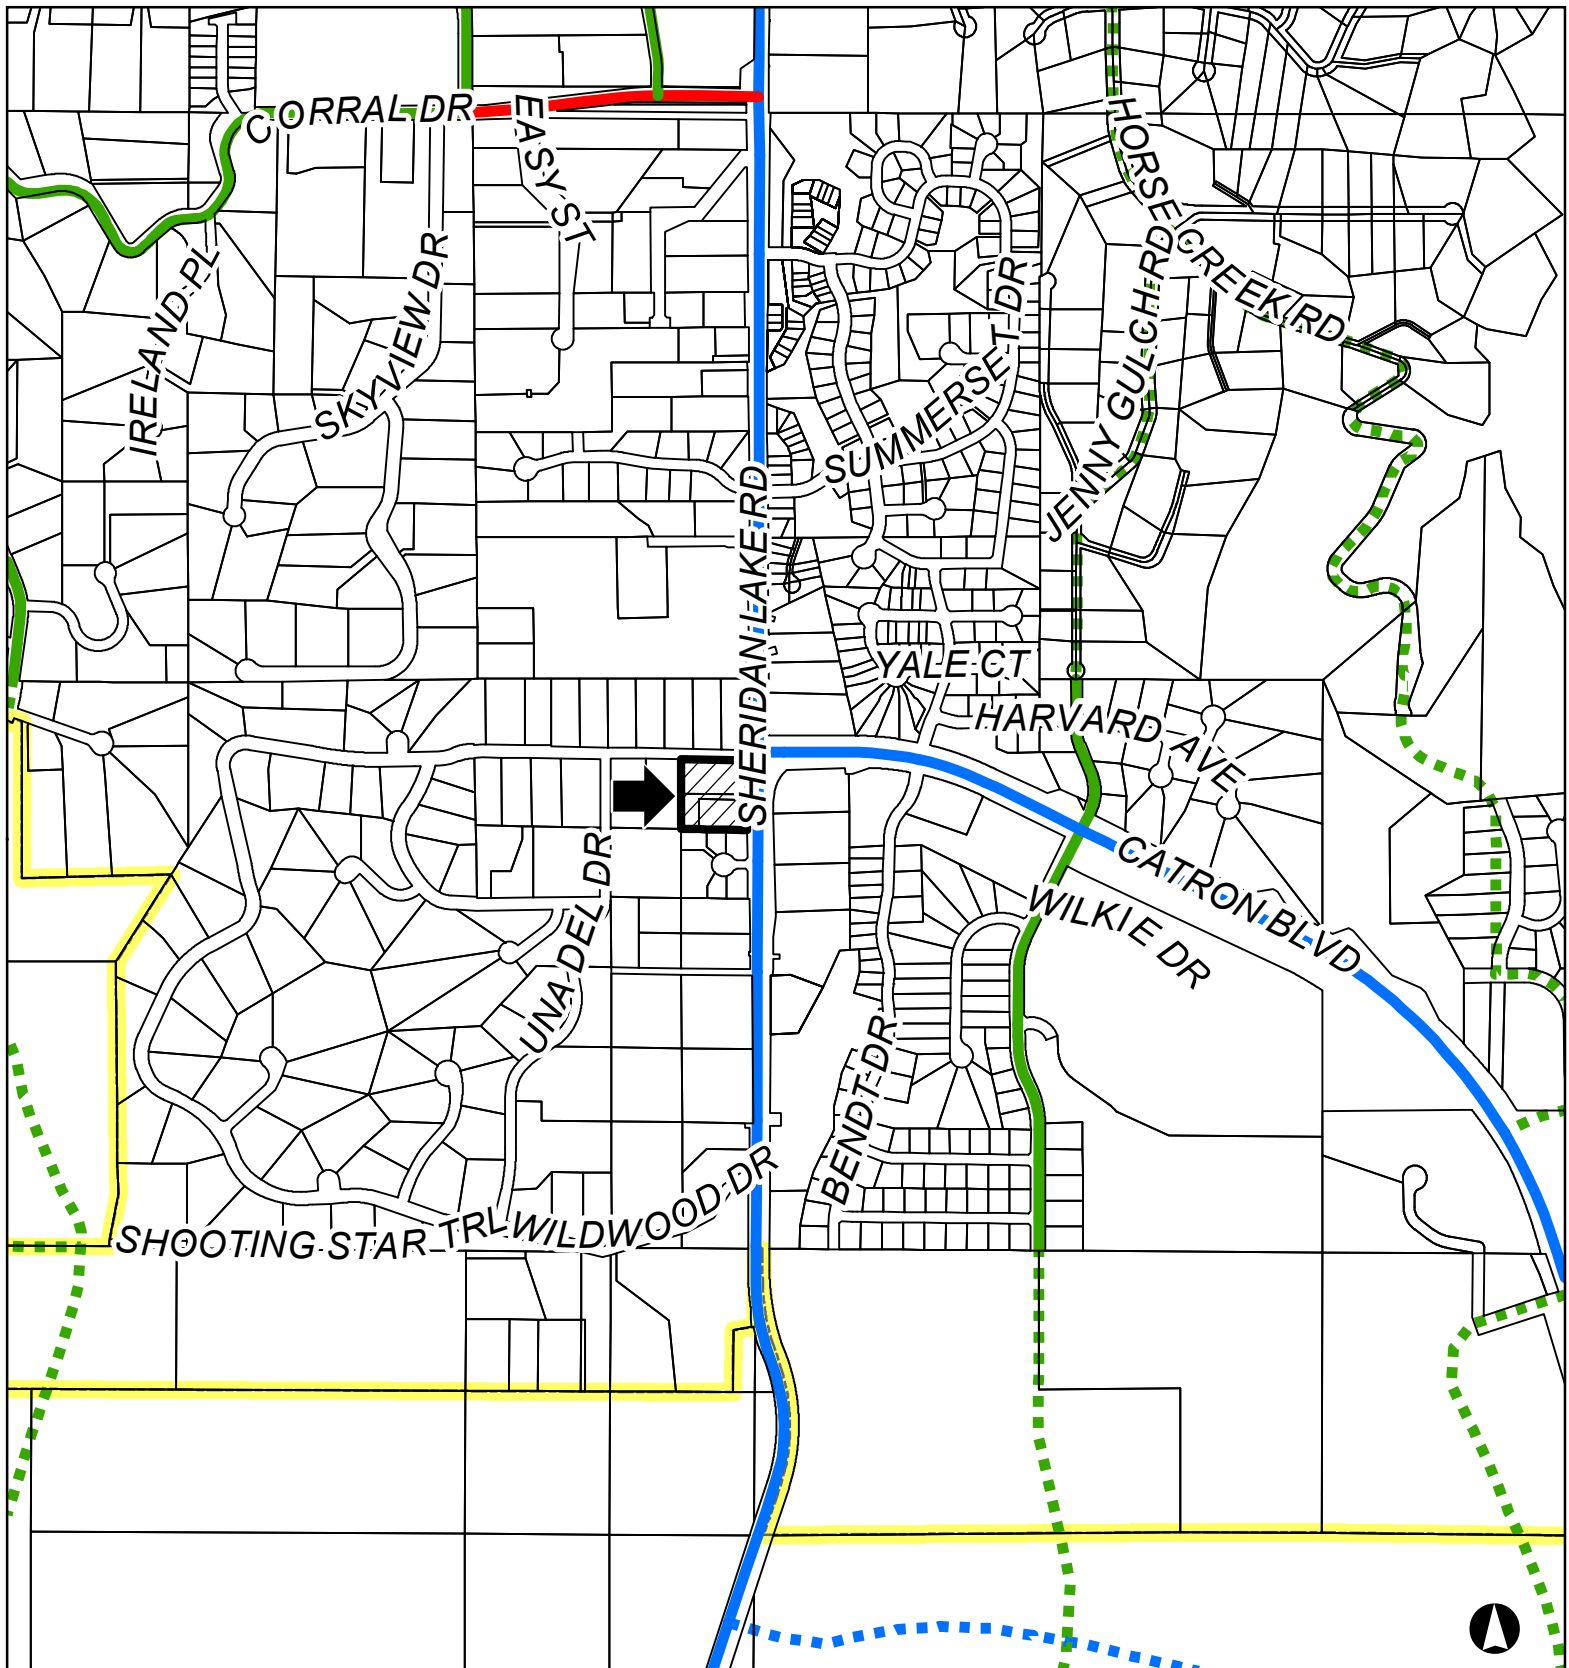 CORRAL DR
EASY ST
HORSE CREEK RD
IRELAND PL
SKYVIEW DR
SUMMERSET DR
JENNY GULCH RD
SHERIDAN LAKE RD
YALE CT
HARVARD AVE
CATRON BLVD
WILKIE DR
UNA DEL DR
BENDT DR
SHOOTING STAR TRL
WILDWOOD DR